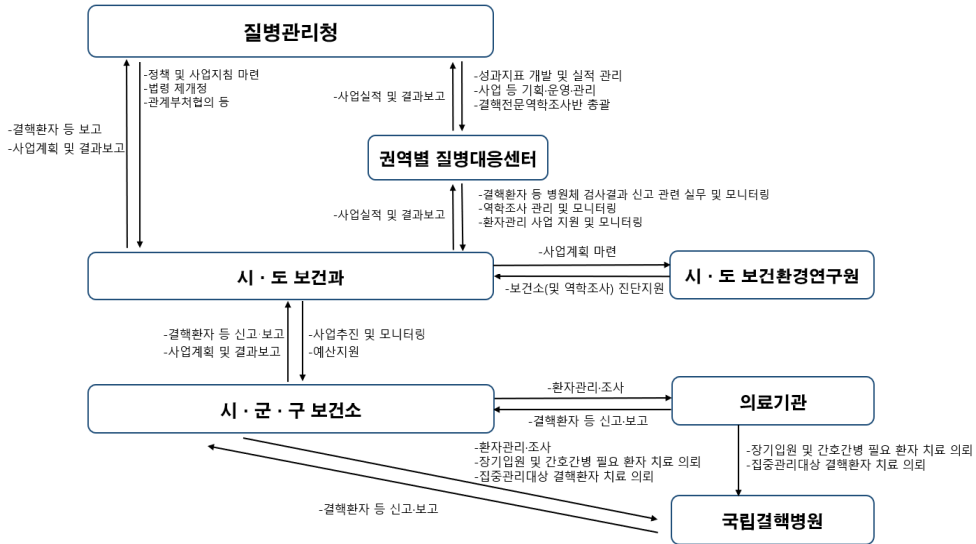 질병관리청
-정책 및 사업지침 마련
-법령 제개정
-관계부처협의 등
-사업실적 및 결과보고
-성과지표 개발 및 실적 관리
-사업 등 기획·운영·관리
-결핵전문역학조사반 총괄
-결핵환자 등 보고
-사업계획 및 결과보고
권역별 질병대응센터
-사업실적 및 결과보고
-결핵환자 등 병원체 검사결과 신고 관련 실무 및 모니터링
-역학조사 관리 및 모니터링
-환자관리 사업 지원 및 모니터링
시 · 도 보건과
-사업계획 마련
-보건소(및 역학조사) 진단지원
시 · 도 보건환경연구원
-결핵환자 등 신고·보고
-사업계획 및 결과보고
-사업추진 및 모니터링
-예산지원
시 · 군 · 구 보건소
-환자관리·조사
-결핵환자 등 신고·보고
의료기관
-환자관리·조사
-장기입원 및 간호간병 필요 환자 치료 의뢰
-집중관리대상 결핵환자 치료 의뢰
-장기입원 및 간호간병 필요 환자 치료 의뢰
-집중관리대상 결핵환자 치료 의뢰
-결핵환자 등 신고·보고
국립결핵병원